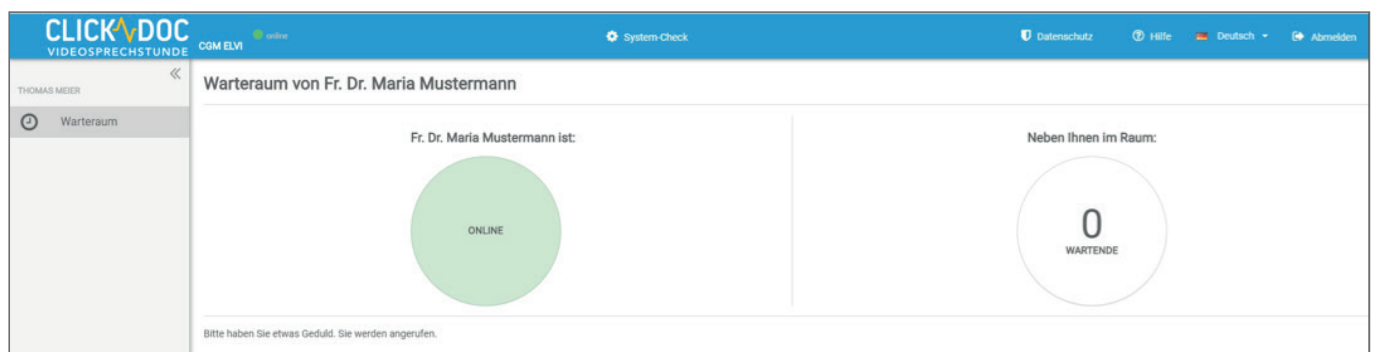 CLICK DOC
VIDEOSPRECHSTUNDE
CGM ELVI
online
System-Check
Datenschutz
Hilfe
Deutsch
Abmelden
THOMAS MEIER
Warteraum
Warteraum von Fr. Dr. Maria Mustermann
Fr. Dr. Maria Mustermann ist:
ONLINE
Neben Ihnen im Raum:
0
WARTENDE
Bitte haben Sie etwas Geduld. Sie werden angerufen.